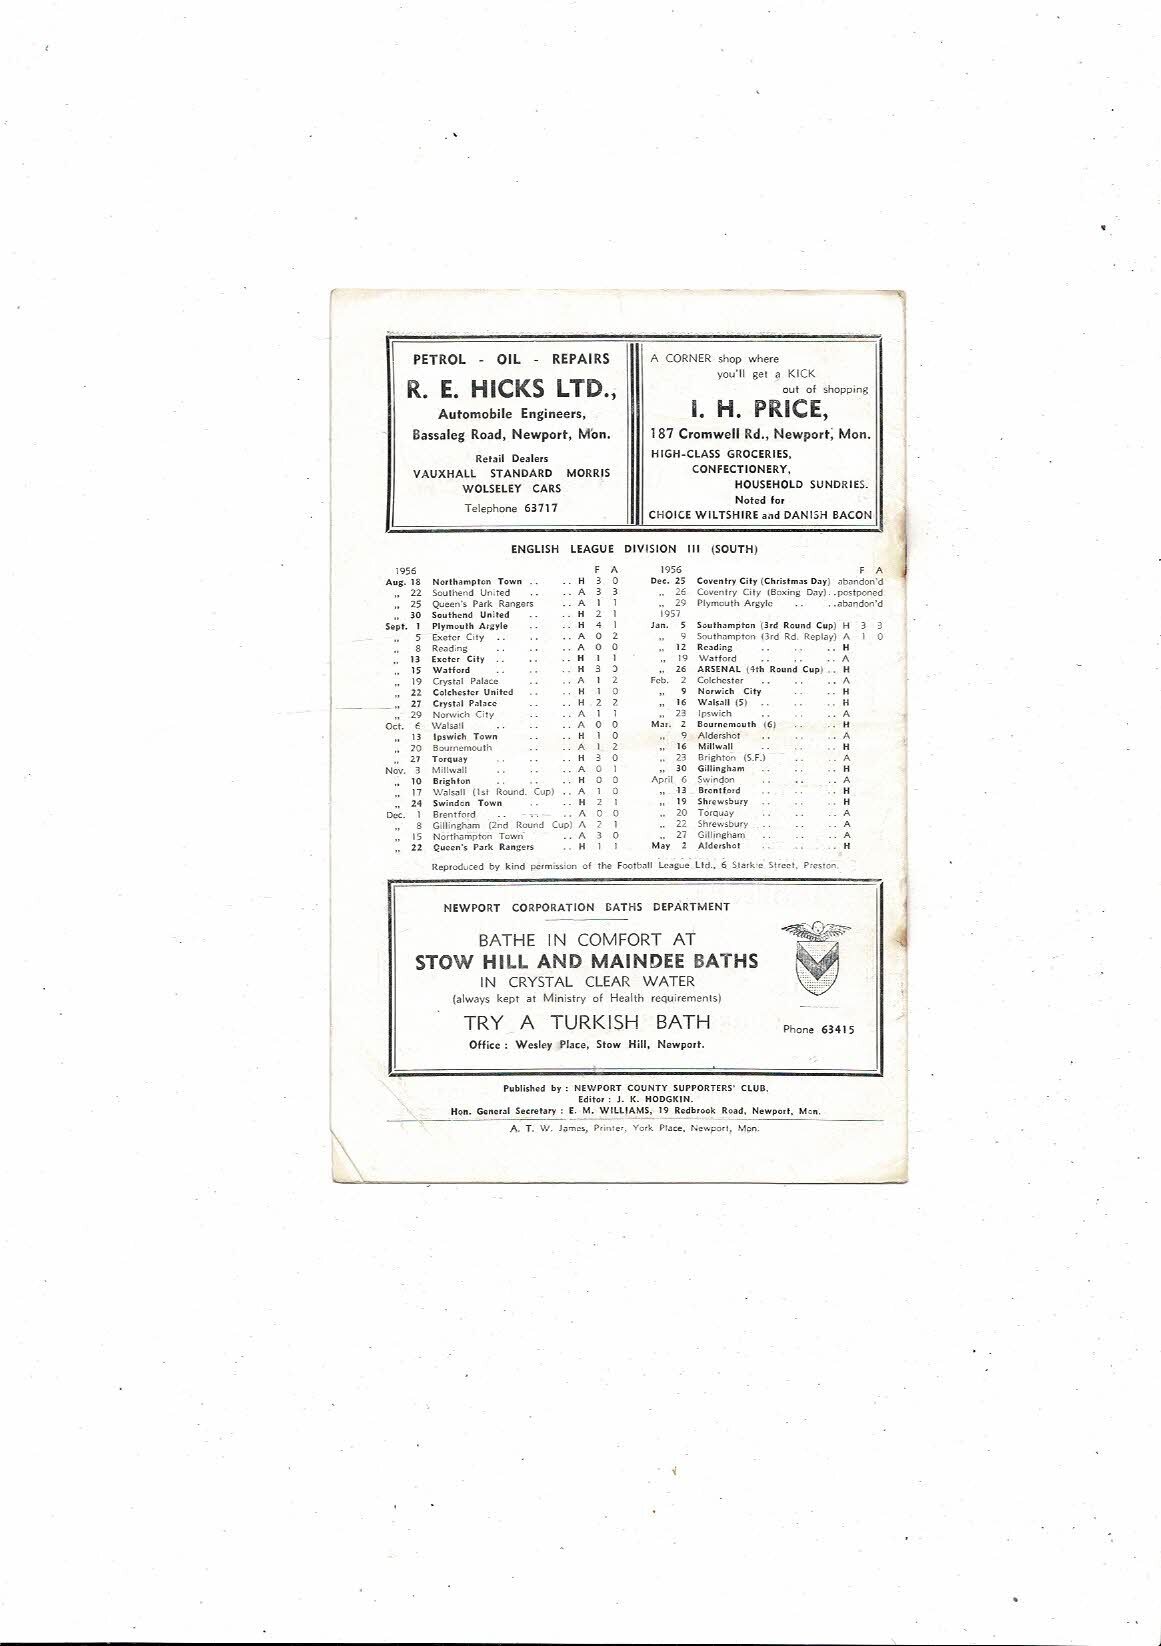 PETROL - OIL - REPAIRS
R. E. HICKS LTD.,
Automobile Engineers,
Bassaleg Road, Newport, Mon.
Retail Dealers
VAUXHALL STANDARD MORRIS
WOLSELEY CARS
Telephone 63717
A CORNER shop where
you'll get a KICK
out of shopping
I. H. PRICE,
187 Cromwell Rd., Newport, Mon.
HIGH-CLASS GROCERIES,
CONFECTIONERY,
HOUSEHOLD SUNDRIES.
Noted for
CHOICE WILTSHIRE and DANISH BACON
ENGLISH LEAGUE DIVISION III (SOUTH)
1956 F A
Aug. 18 Northampton Town .. .. H 3 0
„ 22 Southend United .. .. A 3 3
„ 25 Queen's Park Rangers .. A 1 1
„ 30 Southend United .. .. H 2 1
Sept. 1 Plymouth Argyle .. .. H 4 1
„ 5 Exeter City .. .. .. A 0 2
„ 8 Reading .. .. .. A 0 0
„ 13 Exeter City .. .. .. H 1 1
„ 15 Watford .. .. .. H 3 0
„ 19 Crystal Palace .. .. A 1 2
„ 22 Colchester United .. .. H 1 0
„ 27 Crystal Palace .. .. H 2 2
„ 29 Norwich City .. .. A 1 1
Oct. 6 Walsall .. .. .. A 0 0
„ 13 Ipswich Town .. .. H 1 0
„ 20 Bournemouth .. .. A 1 2
„ 27 Torquay .. .. .. H 3 0
Nov. 3 Millwall .. .. .. A 0 1
„ 10 Brighton .. .. .. H 0 0
„ 17 Walsall (1st Round. Cup) .. A 1 0
„ 24 Swindon Town .. .. H 2 1
Dec. 1 Brentford .. .. .. A 0 0
„ 8 Gillingham (2nd Round Cup) A 2 1
„ 15 Northampton Town .. A 3 0
„ 22 Queen's Park Rangers .. H 1 1
1956 F A
Dec. 25 Coventry City (Christmas Day) abandon'd
„ 26 Coventry City (Boxing Day)..postponed
„ 29 Plymouth Argyle .. ..abandon'd
1957
Jan. 5 Southampton (3rd Round Cup) H 3 3
„ 9 Southampton (3rd Rd. Replay) A 1 0
„ 12 Reading .. .. .. H
„ 19 Watford .. .. .. A
„ 26 ARSENAL (4th Round Cup) .. H
Feb. 2 Colchester .. .. .. A
„ 9 Norwich City .. .. H
„ 16 Walsall (5) .. .. .. H
„ 23 Ipswich .. .. .. A
Mar. 2 Bournemouth (6) .. .. H
„ 9 Aldershot .. .. .. A
„ 16 Millwall .. .. .. H
„ 23 Brighton (S.F.) .. .. A
„ 30 Gillingham .. .. .. H
April 6 Swindon .. .. .. A
„ 13 Brentford .. .. .. H
„ 19 Shrewsbury .. .. .. H
„ 20 Torquay .. .. .. A
„ 22 Shrewsbury .. .. .. A
„ 27 Gillingham .. .. .. A
May 2 Aldershot .. .. .. H
Reproduced by kind permission of the Football League Ltd., 6 Starkie Street, Preston.
NEWPORT CORPORATION BATHS DEPARTMENT
BATHE IN COMFORT AT
STOW HILL AND MAINDEE BATHS
IN CRYSTAL CLEAR WATER
(always kept at Ministry of Health requirements)
TRY A TURKISH BATH
Office : Wesley Place, Stow Hill, Newport.
Phone 63415
Published by : NEWPORT COUNTY SUPPORTERS' CLUB.
Editor : J. K. HODGKIN.
Hon. General Secretary : E. M. WILLIAMS, 19 Redbrook Road, Newport, Mon.
A. T. W. James, Printer, York Place, Newport, Mon.